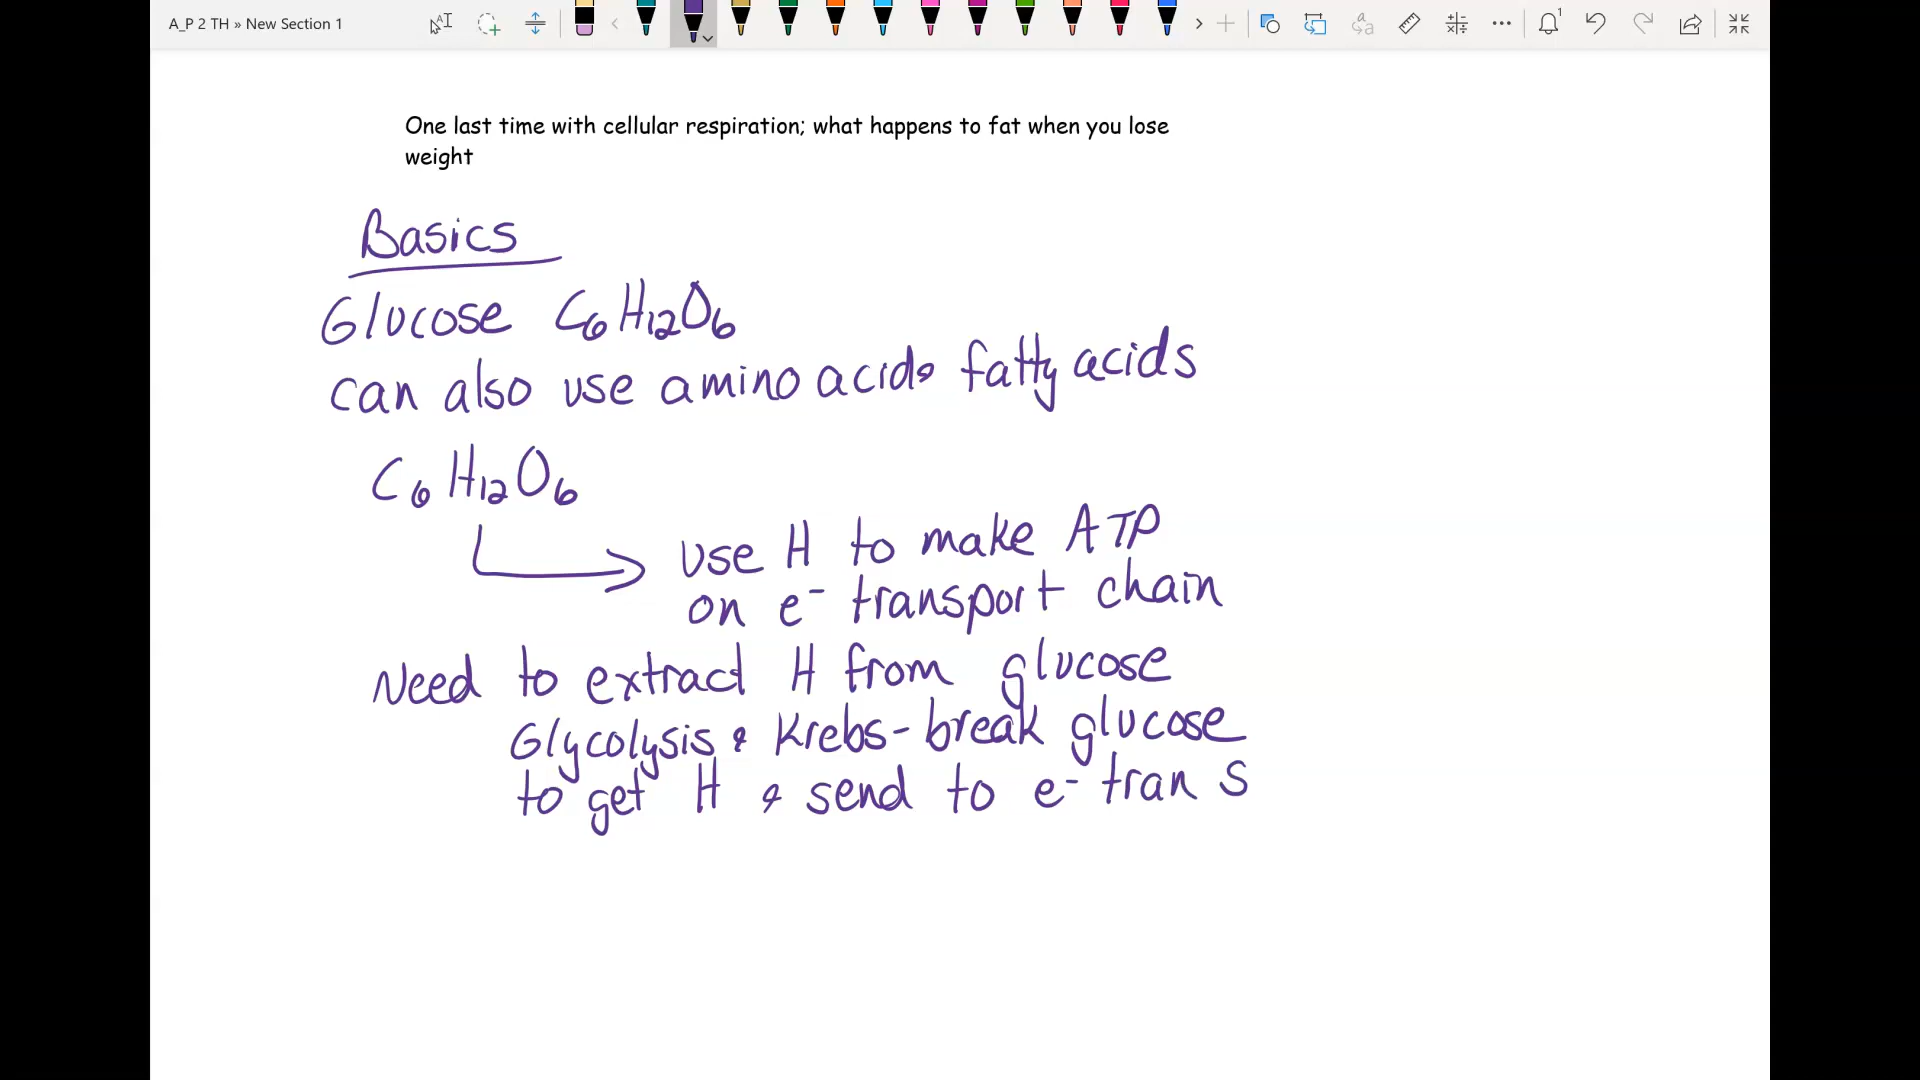 A_P 2 TH » New Section 1
One last time with cellular respiration; what happens to fat when you lose
weight
Basics
Glucose C6H12O6
can also use amino acids fatty acids
C6H12O6
use H to make ATP
on e⁻ transport chain
Need to extract H from glucose
Glycolysis & Krebs-break glucose
to get H & send to e⁻ tran s